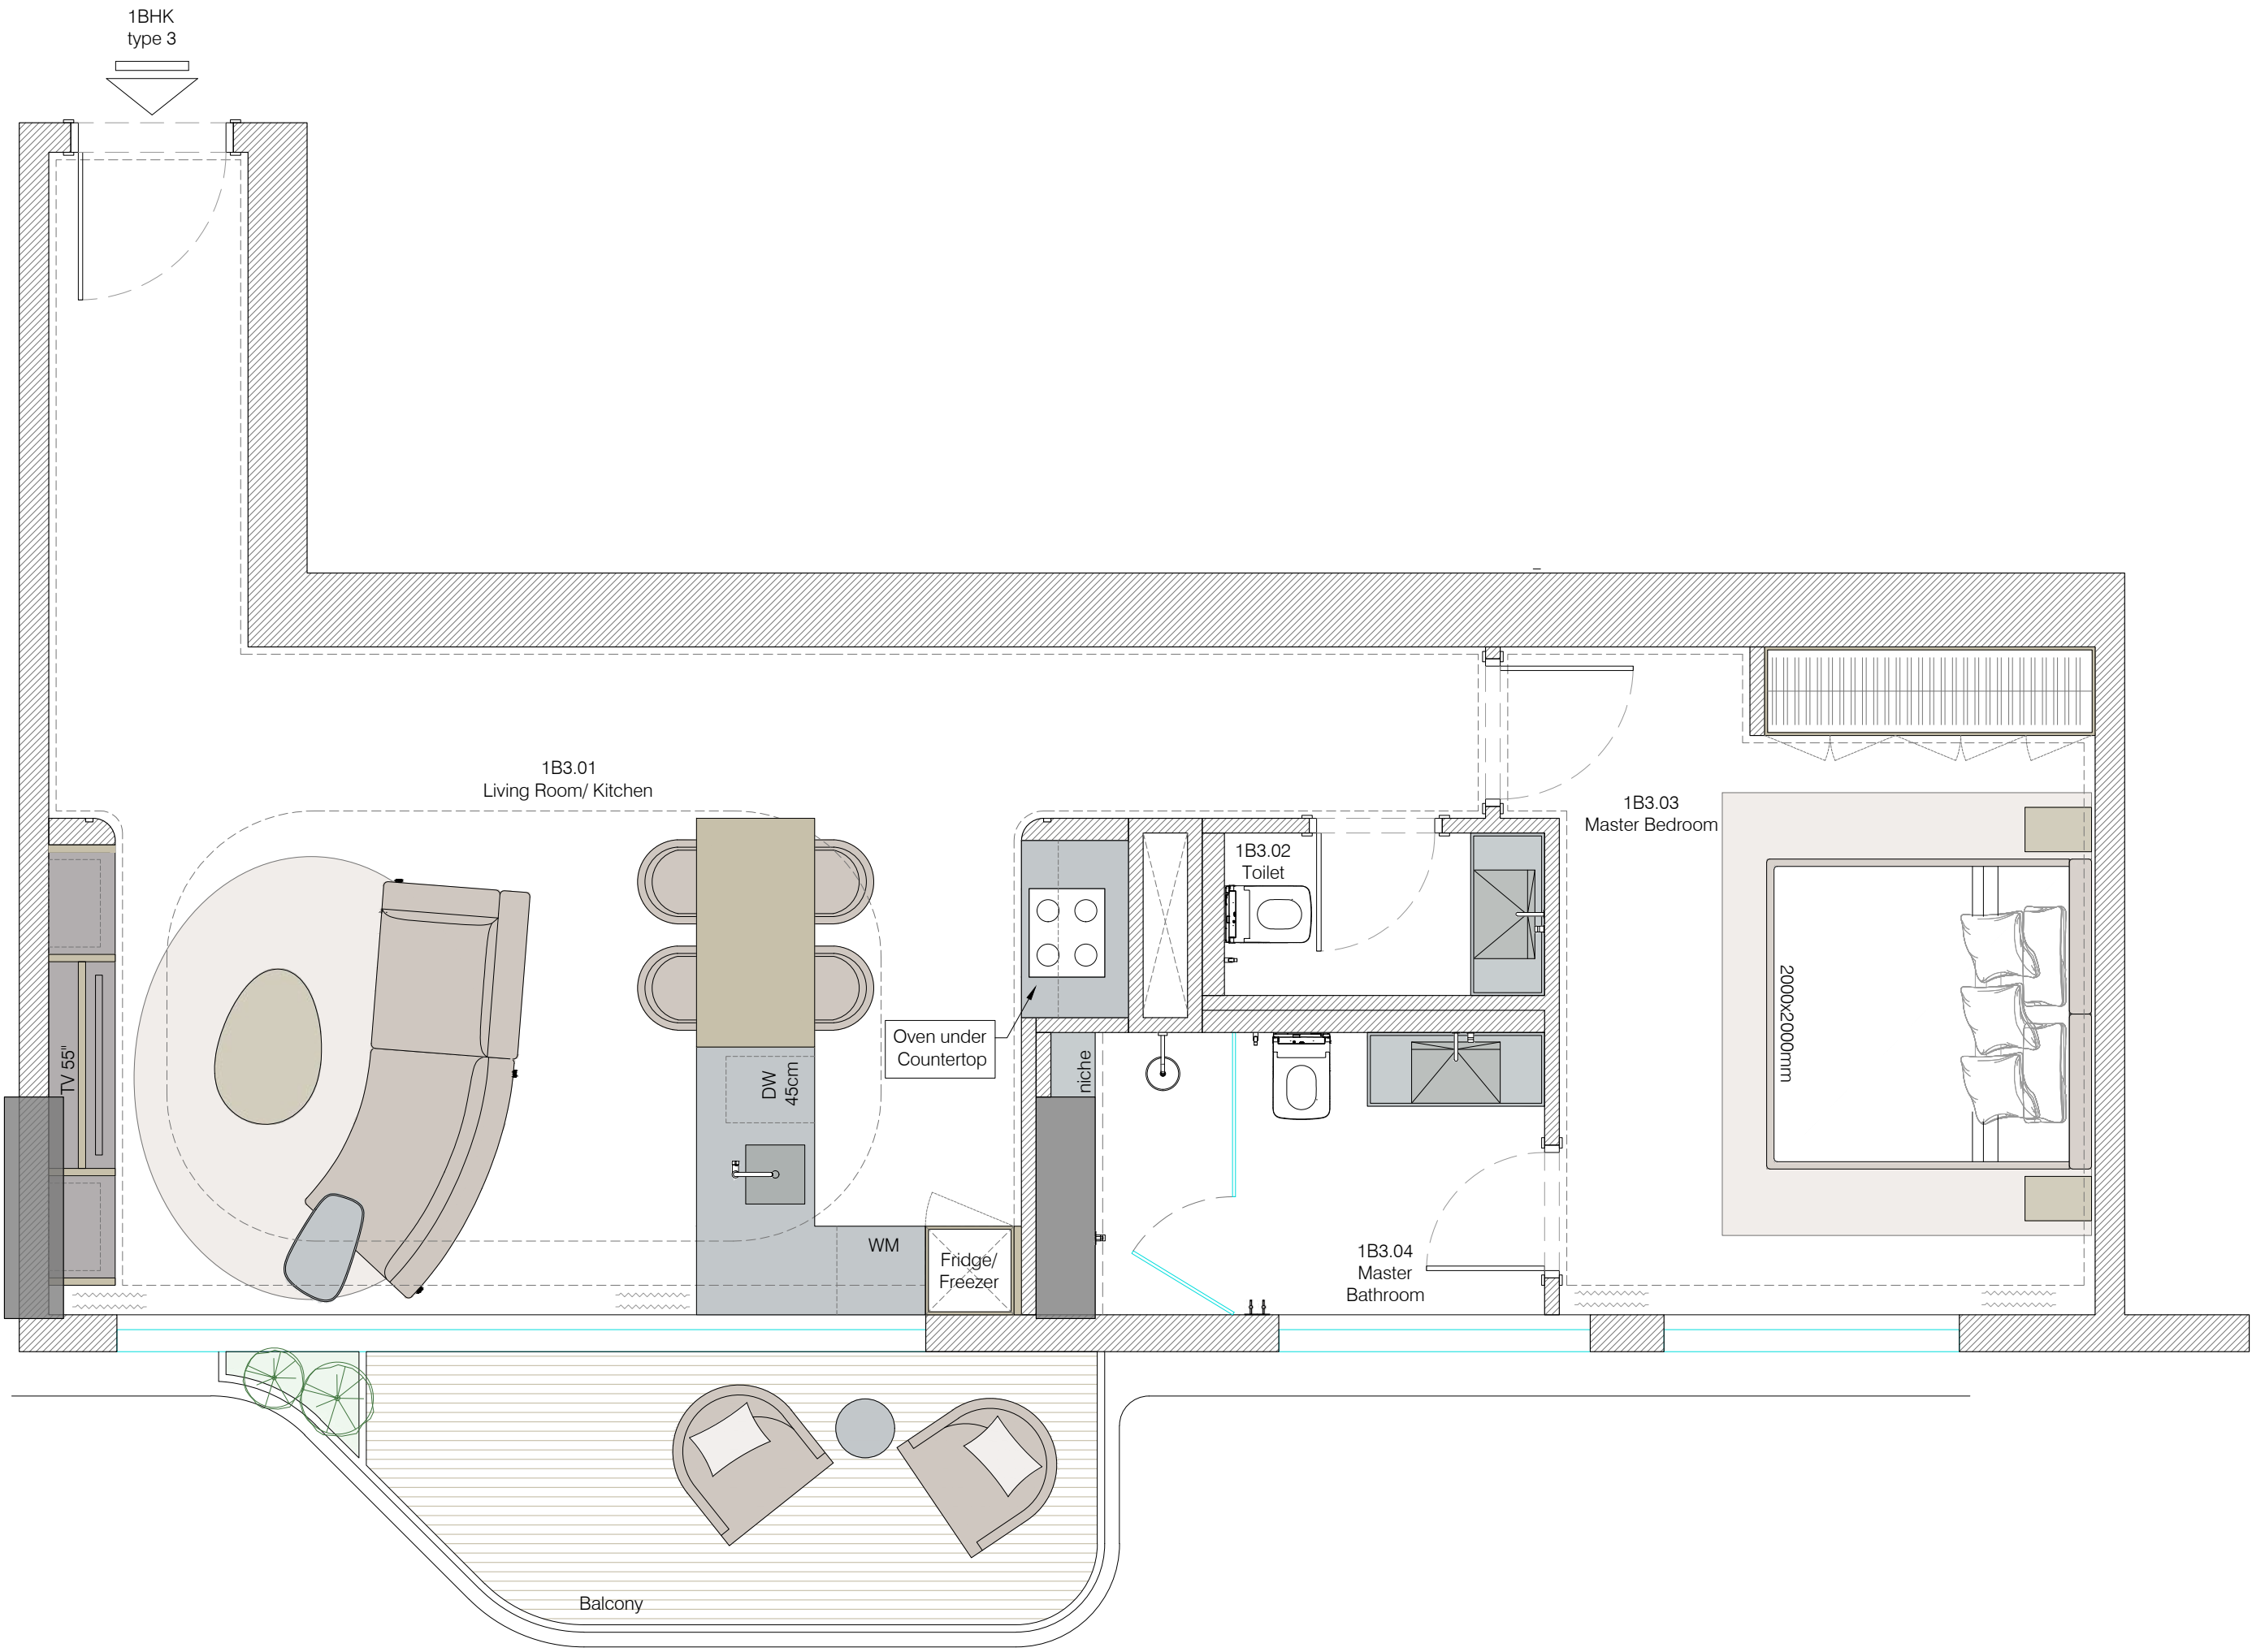 1BHK
type 3
1B3.01
Living Room/ Kitchen
1B3.03
Master Bedroom
1B3.02
Toilet
2000x2000mm
Oven under
Countertop
TV 55"
DW
45cm
niche
WM
Fridge/
Freezer
1B3.04
Master
Bathroom
Balcony